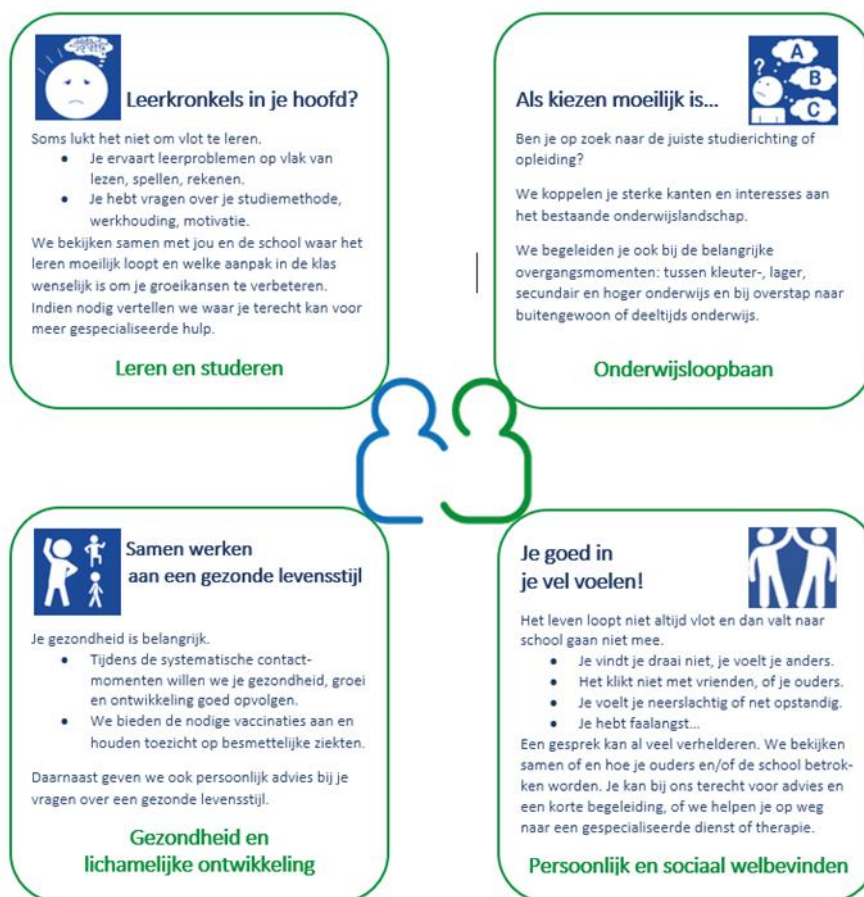 Leerkronkels in je hoofd?
Soms lukt het niet om vlot te leren.
• Je ervaart leerproblemen op vlak van
lezen, spellen, rekenen.
• Je hebt vragen over je studiemethode,
werkhouding, motivatie.
We bekijken samen met jou en de school waar het
leren moeilijk loopt en welke aanpak in de klas
wenselijk is om je groeikansen te verbeteren.
Indien nodig vertellen we waar je terecht kan voor
meer gespecialiseerde hulp.
Leren en studeren
Als kiezen moeilijk is...
?
A
B
C
Ben je op zoek naar de juiste studierichting of
opleiding?
We koppelen je sterke kanten en interesses aan
het bestaande onderwijslandschap.
We begeleiden je ook bij de belangrijke
overgangsmomenten: tussen kleuter-, lager,
secundair en hoger onderwijs en bij overstap naar
buitengewoon of deeltijds onderwijs.
Onderwijsloopbaan
Samen werken
aan een gezonde levensstijl
Je gezondheid is belangrijk.
• Tijdens de systematische contact-
momenten willen we je gezondheid, groei
en ontwikkeling goed opvolgen.
• We bieden de nodige vaccinaties aan en
houden toezicht op besmettelijke ziekten.
Daarnaast geven we ook persoonlijk advies bij je
vragen over een gezonde levensstijl.
Gezondheid en
lichamelijke ontwikkeling
Je goed in
je vel voelen!
Het leven loopt niet altijd vlot en dan valt naar
school gaan niet mee.
• Je vindt je draai niet, je voelt je anders.
• Het klikt niet met vrienden, of je ouders.
• Je voelt je neerslachtig of net opstandig.
• Je hebt faalangst...
Een gesprek kan al veel verhelderen. We bekijken
samen of en hoe je ouders en/of de school betrok-
ken worden. Je kan bij ons terecht voor advies en
een korte begeleiding, of we helpen je op weg
naar een gespecialiseerde dienst of therapie.
Persoonlijk en sociaal welbevinden